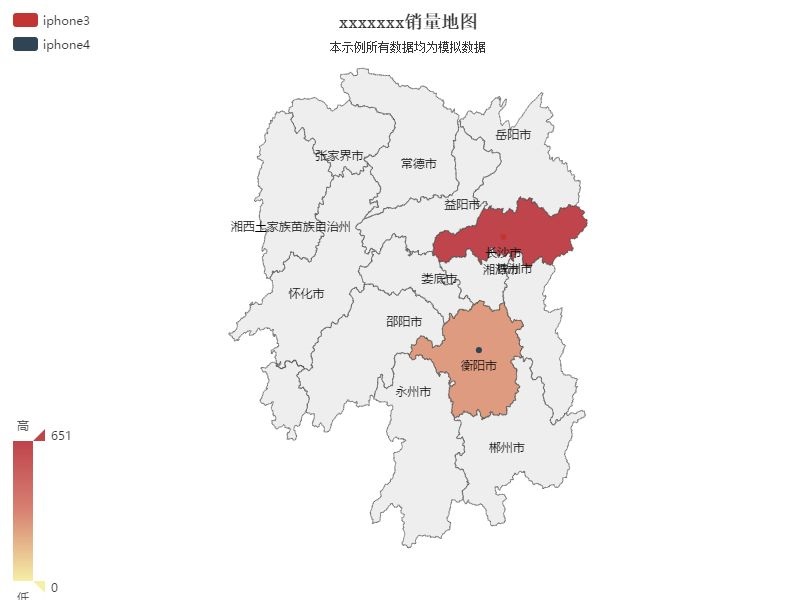 iphone3
iphone4
xxxxxxx销量地图
本示例所有数据均为模拟数据
岳阳市
张家界市
常德市
益阳市
湘西土家族苗族自治州
长沙市
湘潭市
株洲市
娄底市
怀化市
邵阳市
衡阳市
永州市
郴州市
高
651
0
低